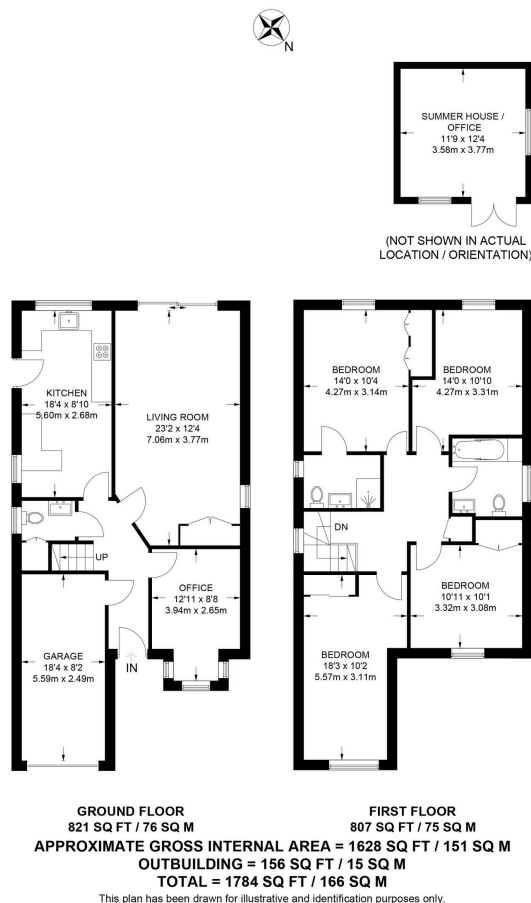 N
SUMMER HOUSE /
OFFICE
11'9 x 12'4
3.58m x 3.77m
(NOT SHOWN IN ACTUAL
LOCATION / ORIENTATION)
KITCHEN
18'4 x 8'10
5.60m x 2.68m
LIVING ROOM
23'2 x 12'4
7.06m x 3.77m
UP
OFFICE
12'11 x 8'8
3.94m x 2.65m
GARAGE
18'4 x 8'2
5.59m x 2.49m
IN
BEDROOM
14'0 x 10'4
4.27m x 3.14m
BEDROOM
14'0 x 10'10
4.27m x 3.31m
DN
BEDROOM
10'11 x 10'1
3.32m x 3.08m
BEDROOM
18'3 x 10'2
5.57m x 3.11m
GROUND FLOOR
821 SQ FT / 76 SQ M
FIRST FLOOR
807 SQ FT / 75 SQ M
APPROXIMATE GROSS INTERNAL AREA = 1628 SQ FT / 151 SQ M
OUTBUILDING = 156 SQ FT / 15 SQ M
TOTAL = 1784 SQ FT / 166 SQ M
This plan has been drawn for illustrative and identification purposes only.